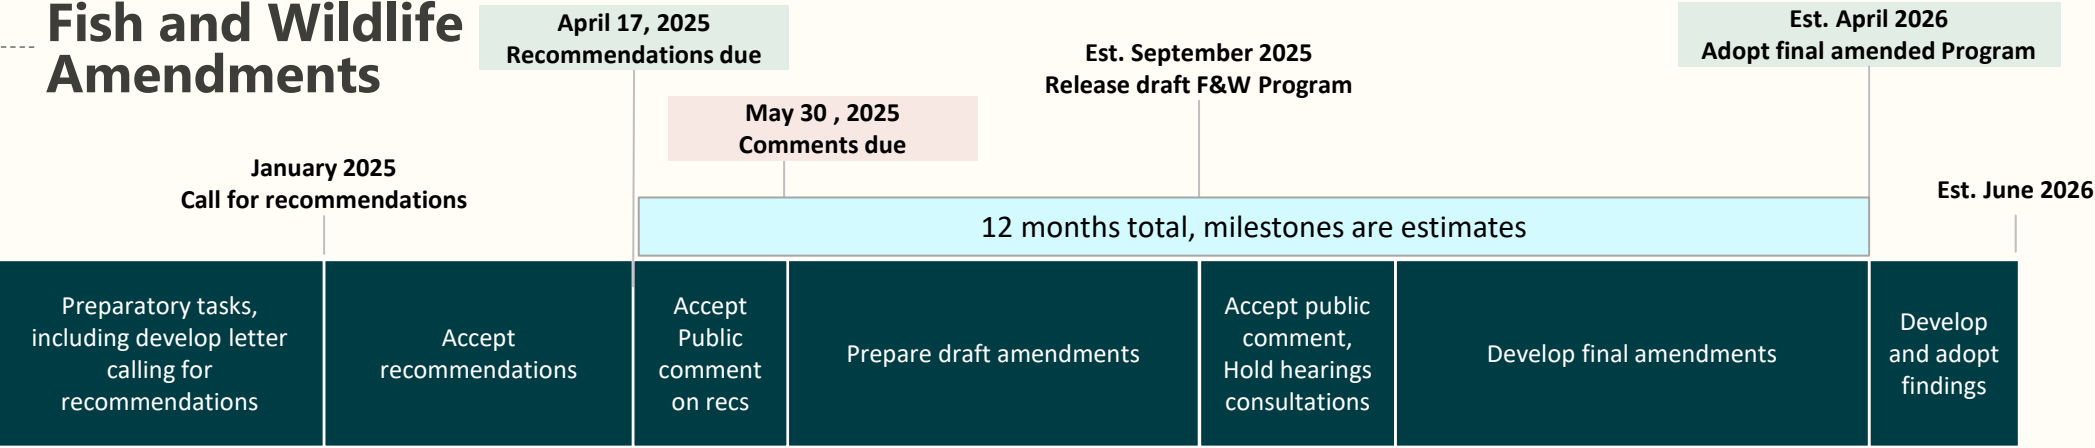 Fish and Wildlife
Amendments
April 17, 2025
Recommendations due
Est. April 2026
Adopt final amended Program
Est. September 2025
Release draft F&W Program
May 30 , 2025
Comments due
January 2025
Call for recommendations
Est. June 2026
12 months total, milestones are estimates
Preparatory tasks,
including develop letter
calling for
recommendations
Accept
recommendations
Accept
Public
comment
on recs
Prepare draft amendments
Accept public
comment,
Hold hearings
consultations
Develop final amendments
Develop
and adopt
findings